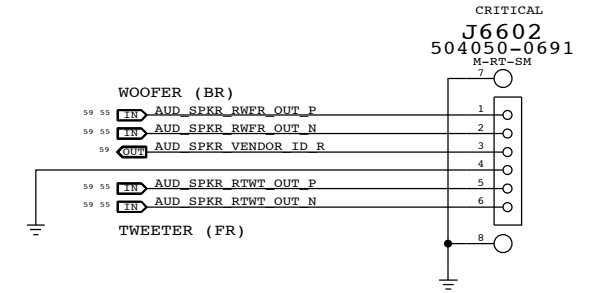 CRITICAL
J6602
504050-0691
M-RT-SM
7
WOOFER (BR)
59 55 IN AUD_SPKR_RWFR_OUT_P 1
59 55 IN AUD_SPKR_RWFR_OUT_N 2
59 OUT AUD_SPKR_VENDOR_ID_R 3
4
59 55 IN AUD_SPKR_RTWT_OUT_P 5
59 55 IN AUD_SPKR_RTWT_OUT_N 6
TWEETER (FR)
8